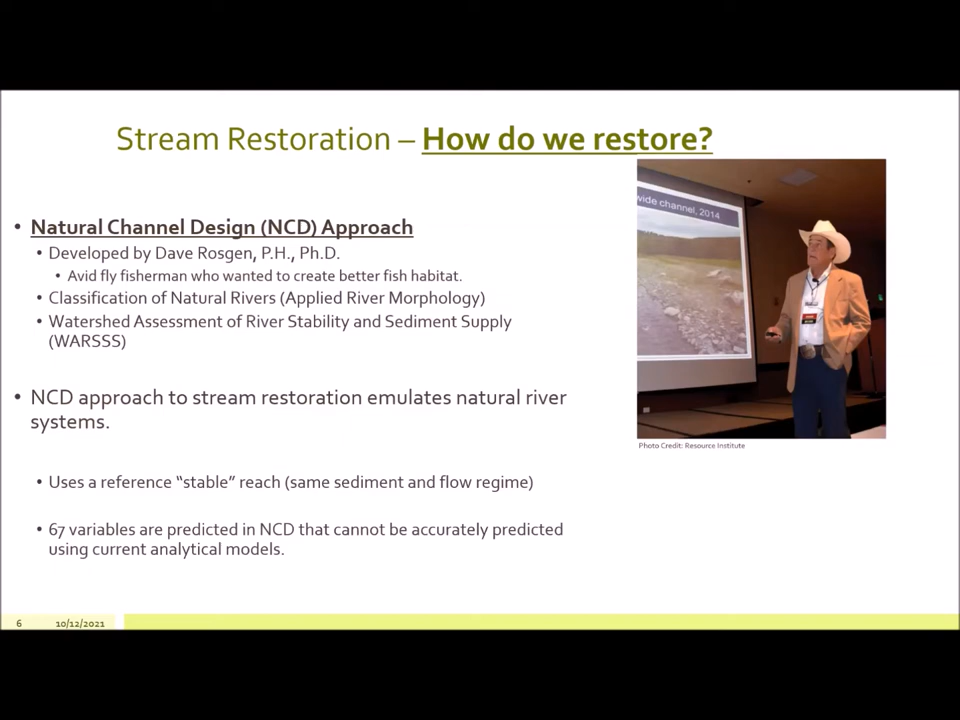 Stream Restoration – How do we restore?
wide channel, 2014
• Natural Channel Design (NCD) Approach
• Developed by Dave Rosgen, P.H., Ph.D.
• Avid fly fisherman who wanted to create better fish habitat.
• Classification of Natural Rivers (Applied River Morphology)
• Watershed Assessment of River Stability and Sediment Supply
(WARSSS)
• NCD approach to stream restoration emulates natural river
systems.
Photo Credit: Resource Institute
• Uses a reference “stable” reach (same sediment and flow regime)
• 67 variables are predicted in NCD that cannot be accurately predicted
using current analytical models.
6 10/12/2021